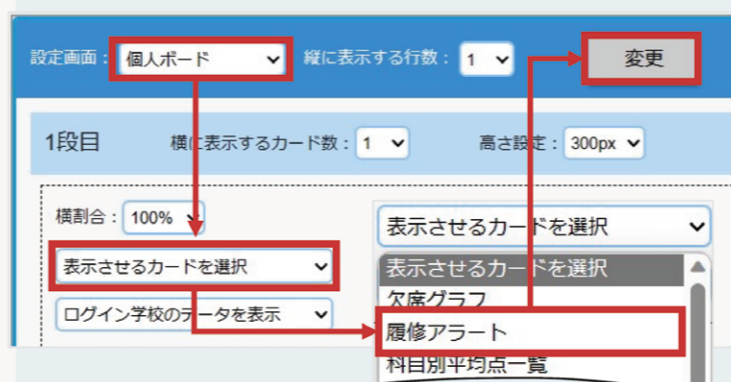 設定画面： 個人ボード 縦に表示する行数： 1 変更
1段目 横に表示するカード数： 1 高さ設定： 300px
横割合： 100%
表示させるカードを選択
ログイン学校のデータを表示
表示させるカードを選択
表示させるカードを選択
欠席グラフ
履修アラート
科目別平均点一覧